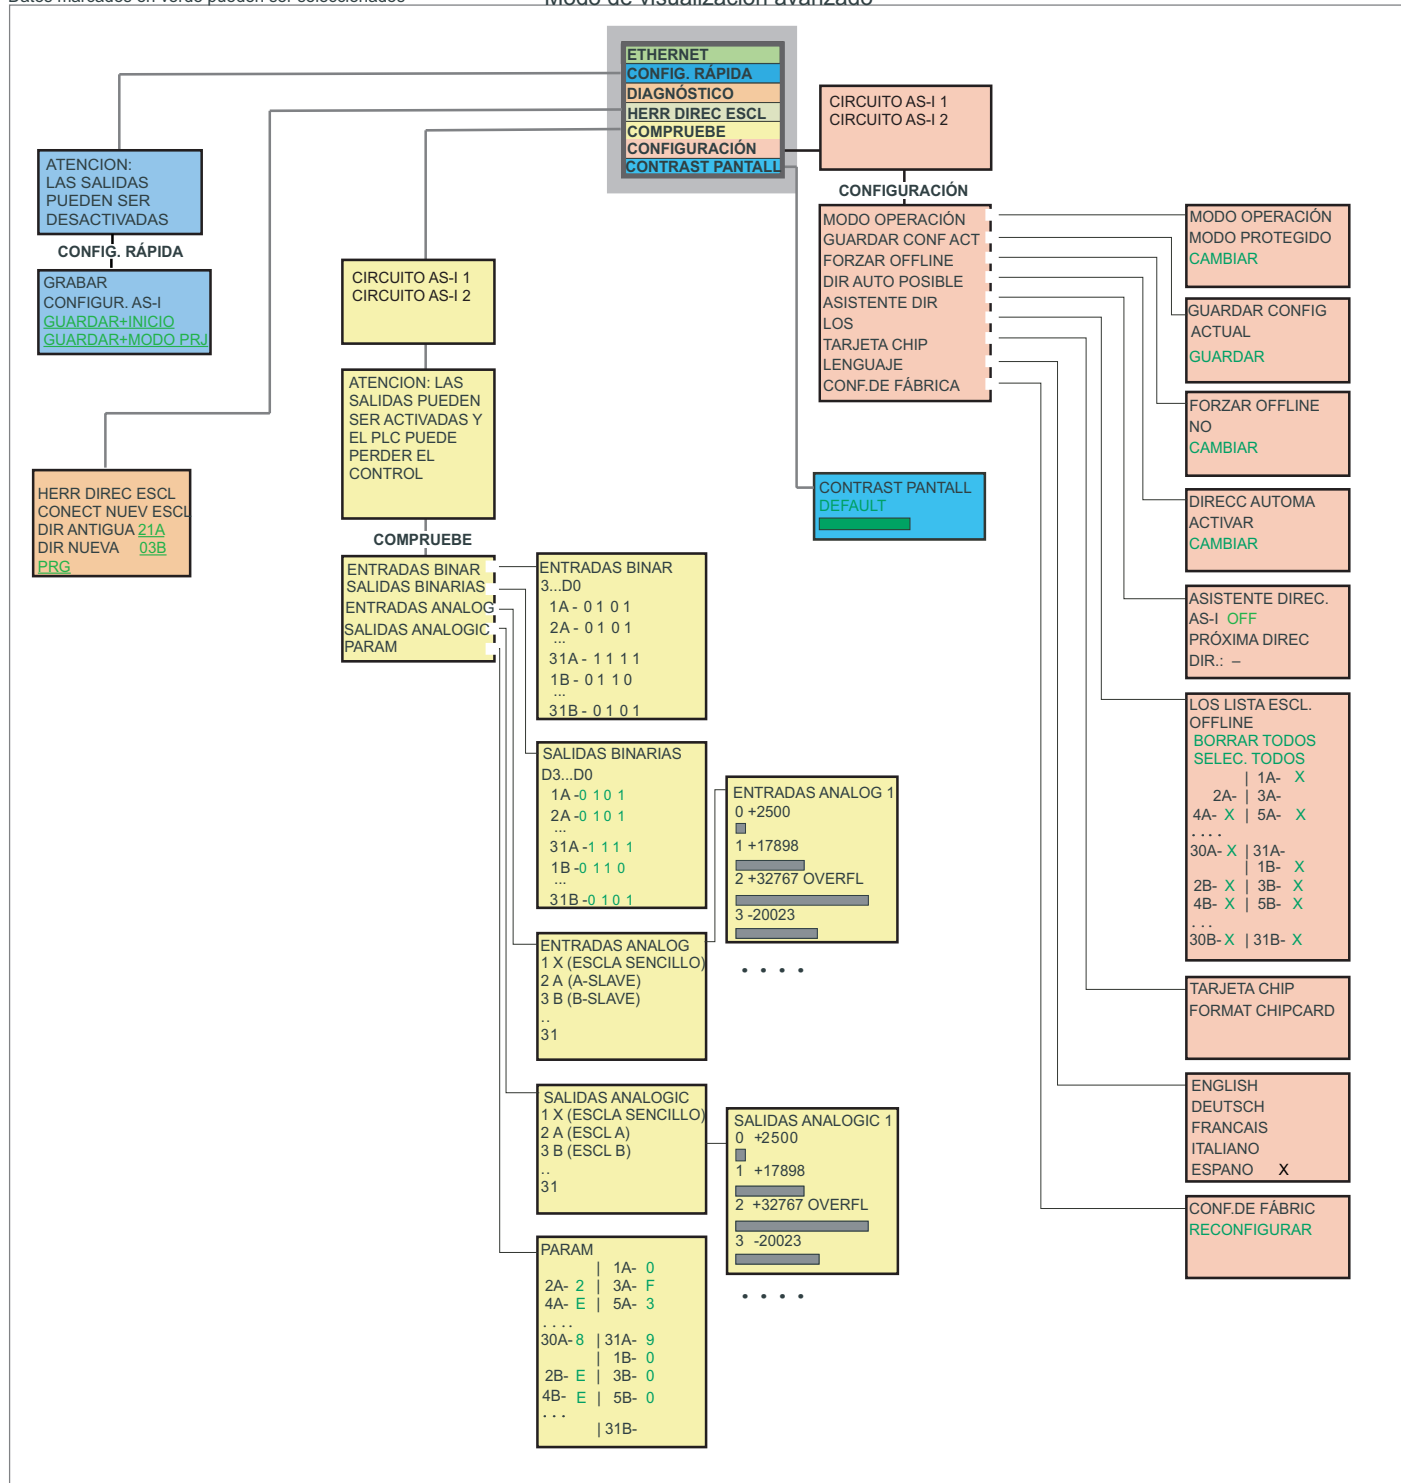 Datos marcados en verde pueden ser seleccionados
Modo de visualización avanzado
ETHERNET
CONFIG. RÁPIDA
DIAGNÓSTICO
HERR DIREC ESCL
COMPRUEBE
CONFIGURACIÓN
CONTRAST PANTALL
ATENCION:
LAS SALIDAS
PUEDEN SER
DESACTIVADAS
CONFIG. RÁPIDA
GRABAR
CONFIGUR. AS-I
GUARDAR+INICIO
GUARDAR+MODO PRJ
HERR DIREC ESCL
CONECT NUEV ESCL
DIR ANTIGUA 21A
DIR NUEVA 03B
PRG
CIRCUITO AS-I 1
CIRCUITO AS-I 2
ATENCION: LAS
SALIDAS PUEDEN
SER ACTIVADAS Y
EL PLC PUEDE
PERDER EL
CONTROL
COMPRUEBE
ENTRADAS BINAR
SALIDAS BINARIAS
ENTRADAS ANALOG
SALIDAS ANALOGIC
PARAM
ENTRADAS BINAR
3...D0
1A - 0 1 0 1
2A - 0 1 0 1
...
31A - 1 1 1 1
1B - 0 1 1 0
...
31B - 0 1 0 1
SALIDAS BINARIAS
D3...D0
1A -0 1 0 1
2A -0 1 0 1
...
31A -1 1 1 1
1B -0 1 1 0
...
31B -0 1 0 1
ENTRADAS ANALOG
1 X (ESCLA SENCILLO)
2 A (A-SLAVE)
3 B (B-SLAVE)
..
31
ENTRADAS ANALOG 1
0 +2500
1 +17898
2 +32767 OVERFL
3 -20023
. . . .
SALIDAS ANALOGIC
1 X (ESCLA SENCILLO)
2 A (ESCL A)
3 B (ESCL B)
..
31
SALIDAS ANALOGIC 1
0 +2500
1 +17898
2 +32767 OVERFL
3 -20023
. . . .
PARAM
| 1A- 0
2A- 2 | 3A- F
4A- E | 5A- 3
. . . .
30A- 8 | 31A- 9
| 1B- 0
2B- E | 3B- 0
4B- E | 5B- 0
. . .
| 31B-
CIRCUITO AS-I 1
CIRCUITO AS-I 2
CONFIGURACIÓN
MODO OPERACIÓN
GUARDAR CONF ACT
FORZAR OFFLINE
DIR AUTO POSIBLE
ASISTENTE DIR
LOS
TARJETA CHIP
LENGUAJE
CONF.DE FÁBRICA
CONTRAST PANTALL
DEFAULT
MODO OPERACIÓN
MODO PROTEGIDO
CAMBIAR
GUARDAR CONFIG
ACTUAL
GUARDAR
FORZAR OFFLINE
NO
CAMBIAR
DIRECC AUTOMA
ACTIVAR
CAMBIAR
ASISTENTE DIREC.
AS-I OFF
PRÓXIMA DIREC
DIR.: –
LOS LISTA ESCL.
OFFLINE
BORRAR TODOS
SELEC. TODOS
| 1A- X
2A- | 3A-
4A- X | 5A- X
. . . .
30A- X | 31A-
| 1B- X
2B- X | 3B- X
4B- X | 5B- X
. . .
30B- X | 31B- X
TARJETA CHIP
FORMAT CHIPCARD
ENGLISH
DEUTSCH
FRANCAIS
ITALIANO
ESPANO X
CONF.DE FÁBRIC
RECONFIGURAR